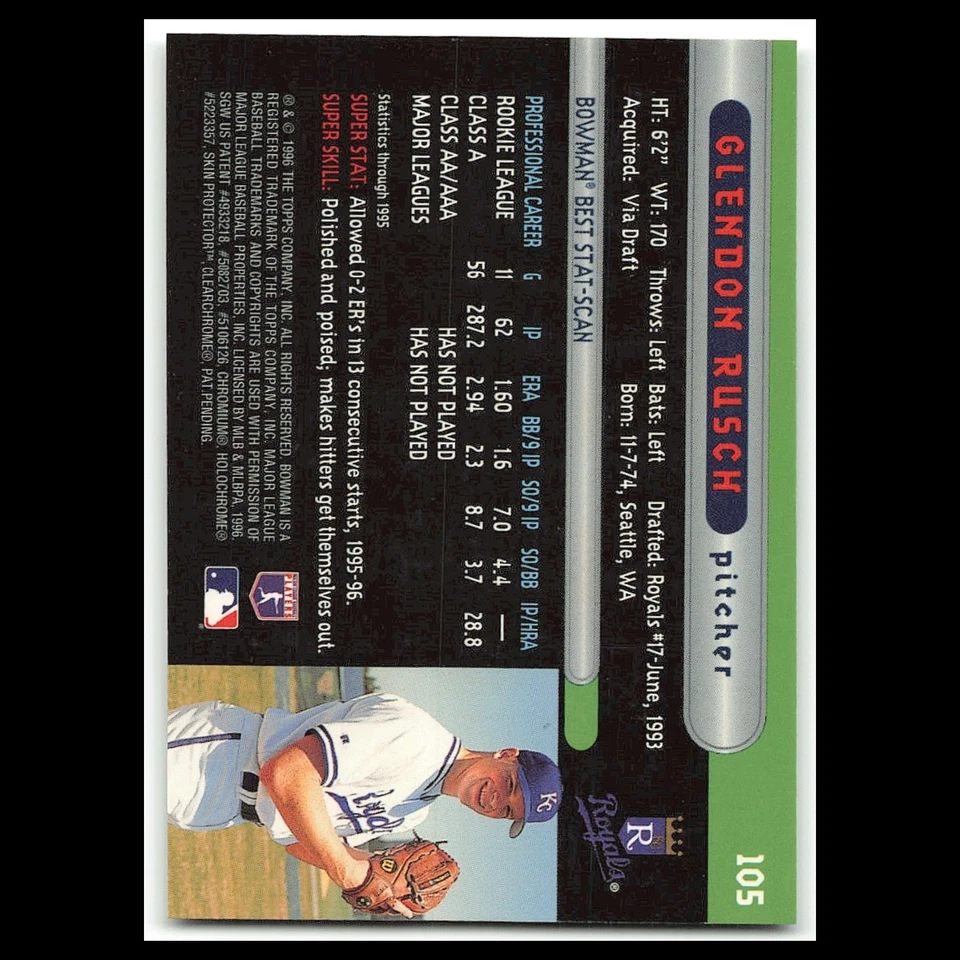 105
GLENDON RUSCH pitcher
HT: 6'2" WT: 170 Throws: Left Bats: Left Drafted: Royals #17-June, 1993
Acquired: Via Draft Born: 11-7-74, Seattle, WA
R
Royals®
BOWMAN® BEST STAT-SCAN
PROFESSIONAL CAREER G IP ERA BB/9 IP SO/9 IP SO/BB IP/HRA
ROOKIE LEAGUE 11 62 1.60 1.6 7.0 4.4 —
CLASS A 56 287.2 2.94 2.3 8.7 3.7 28.8
CLASS AA/AAA HAS NOT PLAYED
MAJOR LEAGUES HAS NOT PLAYED
Statistics through 1995
SUPER STAT: Allowed 0-2 ER's in 13 consecutive starts, 1995-96.
SUPER SKILL: Polished and poised; makes hitters get themselves out.
® & © 1996 THE TOPPS COMPANY, INC. ALL RIGHTS RESERVED. BOWMAN IS A
REGISTERED TRADEMARK OF THE TOPPS COMPANY, INC. MAJOR LEAGUE
BASEBALL TRADEMARKS AND COPYRIGHTS ARE USED WITH PERMISSION OF
MAJOR LEAGUE BASEBALL PROPERTIES, INC. LICENSED BY MLB & MLBPA, 1996.
SGW US PATENT #4933218, #5082703, #5106126, CHROMIUM®, HOLOCHROME®
#5223357, SKIN PROTECTOR™, CLEARCHROME®, PAT.PENDING.
PLAYERS
KC